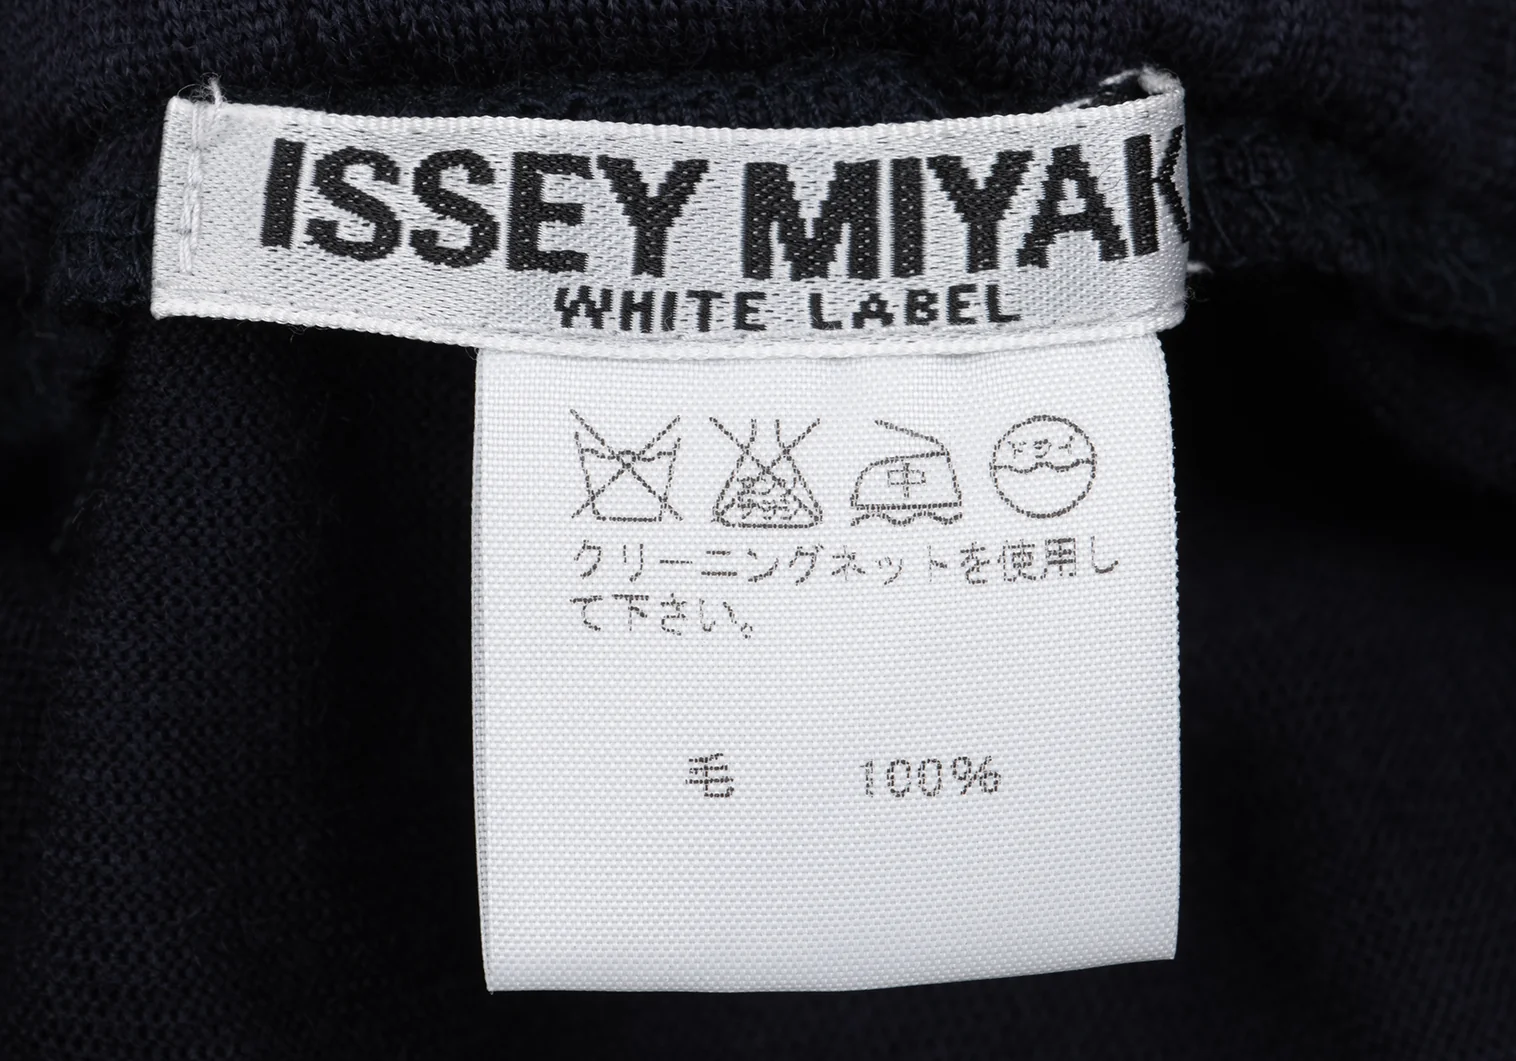 ISSEY MIYAK
WHITE LABEL
中 ドライ
クリーニングネットを使用し
て下さい。
毛 100%